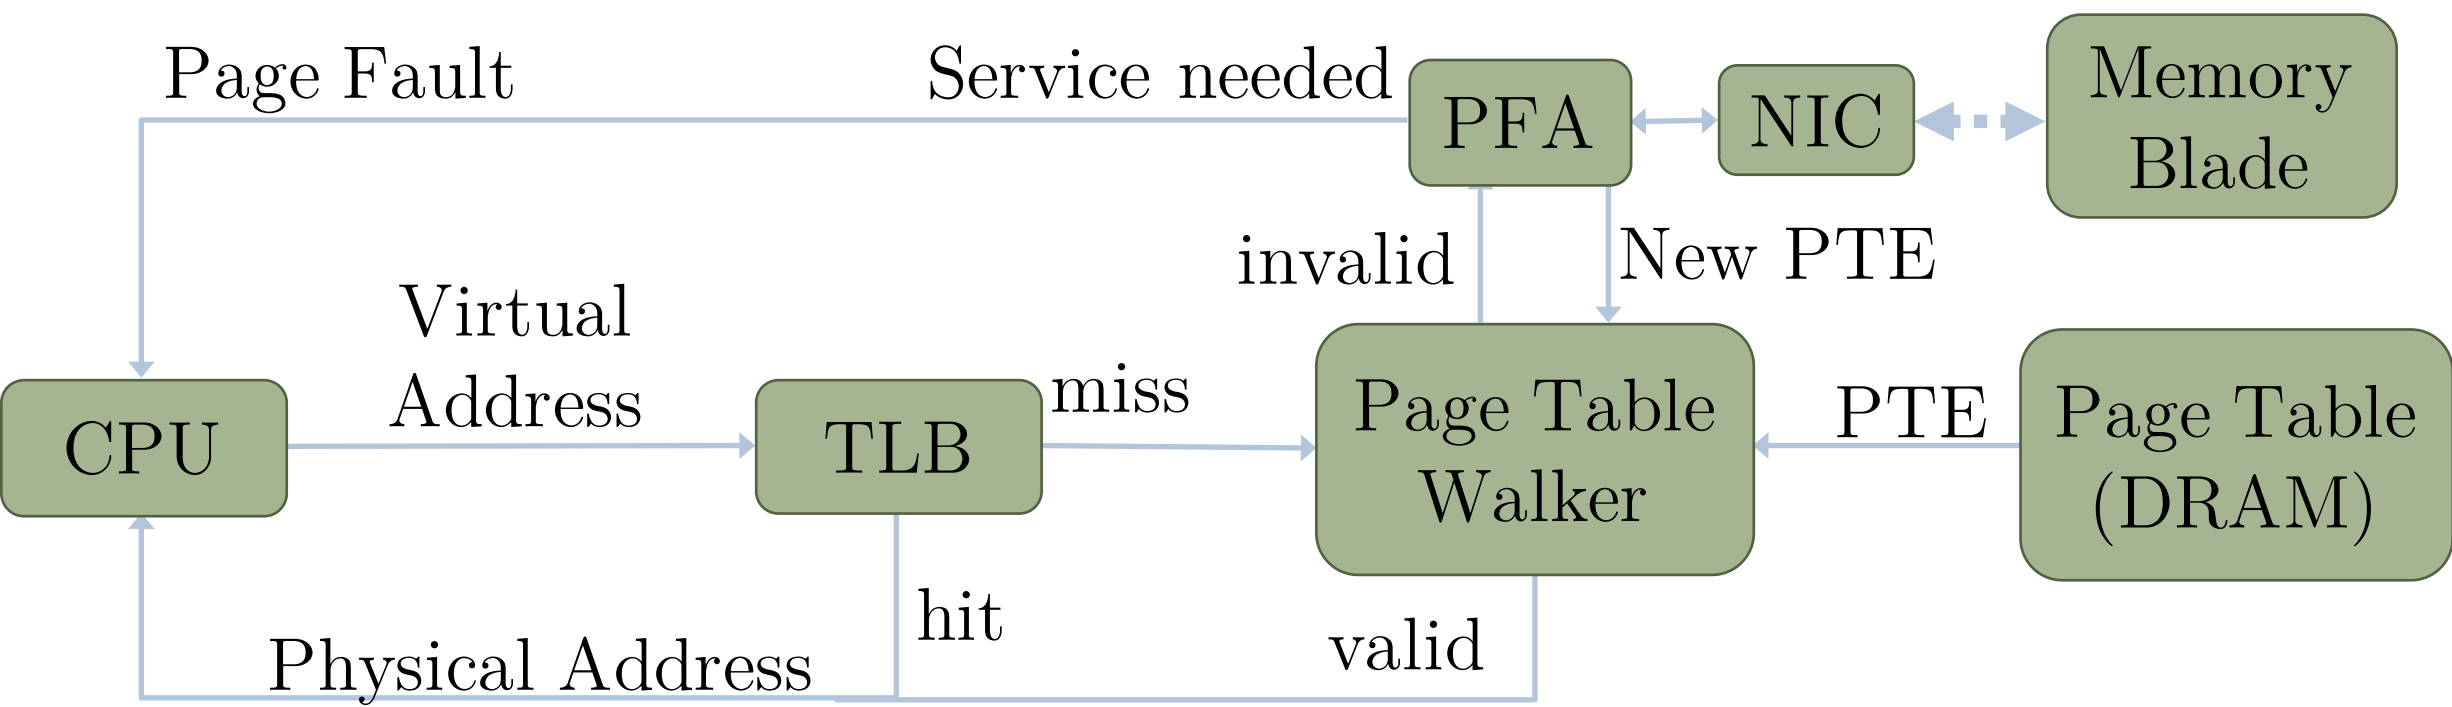 Page Fault
Service needed
PFA
NIC
Memory
Blade
invalid
New PTE
Virtual
Address
miss
CPU
TLB
Page Table
Walker
PTE
Page Table
(DRAM)
hit
valid
Physical Address